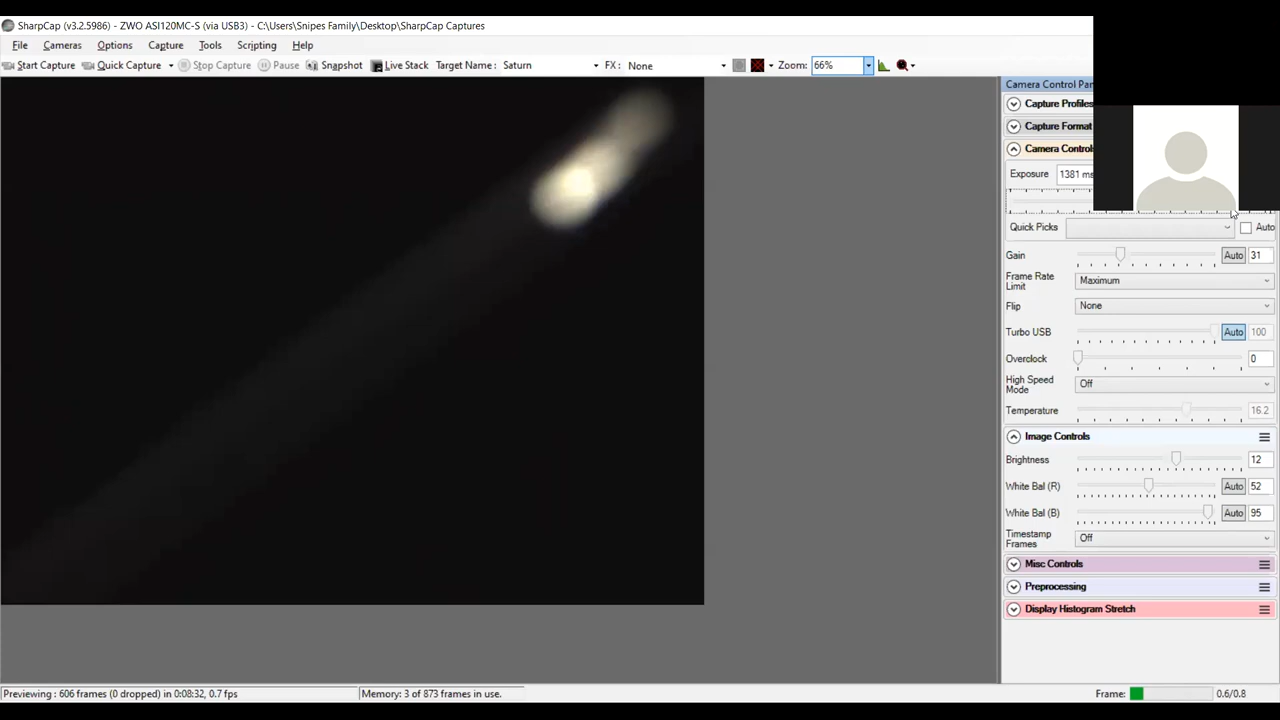 SharpCap (v3.2.5986) - ZWO ASI120MC-S (via USB3) - C:\Users\Snipes Family\Desktop\SharpCap Captures
File Cameras Options Capture Tools Scripting Help
Start Capture Quick Capture Stop Capture Pause Snapshot Live Stack Target Name : Saturn FX : None Zoom: 66%
Camera Control
Capture Profiles
Capture Format
Camera Controls
Exposure 1381 ms
Quick Picks Auto
Gain Auto 31
Frame Rate
Limit Maximum
Flip None
Turbo USB Auto 100
Overclock 0
High Speed
Mode Off
Temperature 16.2
Image Controls
Brightness 12
White Bal (R) Auto 52
White Bal (B) Auto 95
Timestamp
Frames Off
Misc Controls
Preprocessing
Display Histogram Stretch
Previewing : 606 frames (0 dropped) in 0:08:32, 0.7 fps Memory: 3 of 873 frames in use. Frame: 0.6/0.8